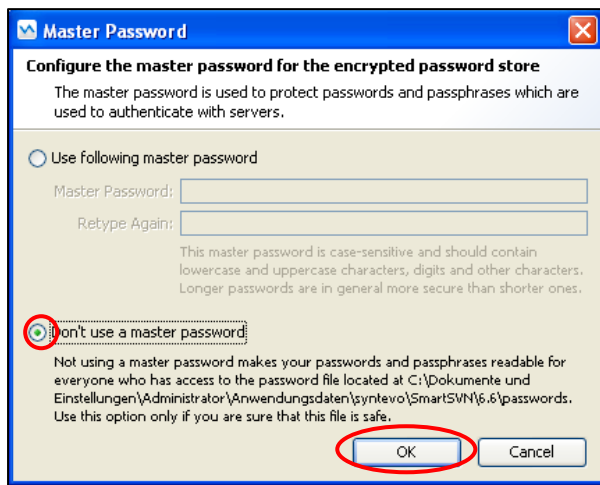 Master Password
Configure the master password for the encrypted password store
The master password is used to protect passwords and passphrases which are
used to authenticate with servers.
Use following master password
Master Password:
Retype Again:
This master password is case-sensitive and should contain
lowercase and uppercase characters, digits and other characters.
Longer passwords are in general more secure than shorter ones.
Don't use a master password
Not using a master password makes your passwords and passphrases readable for
everyone who has access to the password file located at C:\Dokumente und
Einstellungen\Administrator\Anwendungsdaten\syntevo\SmartSVN\6.6\passwords.
Use this option only if you are sure that this file is safe.
OK Cancel